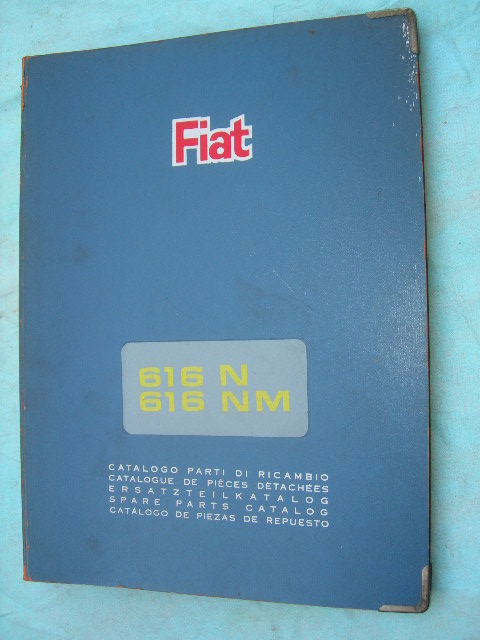 Fiat
616 N
616 NM
CATALOGO PARTI DI RICAMBIO
CATALOGUE DE PIÈCES DÉTACHÉES
ERSATZTEILKATALOG
SPARE PARTS CATALOG
CATÁLOGO DE PIEZAS DE REPUESTO